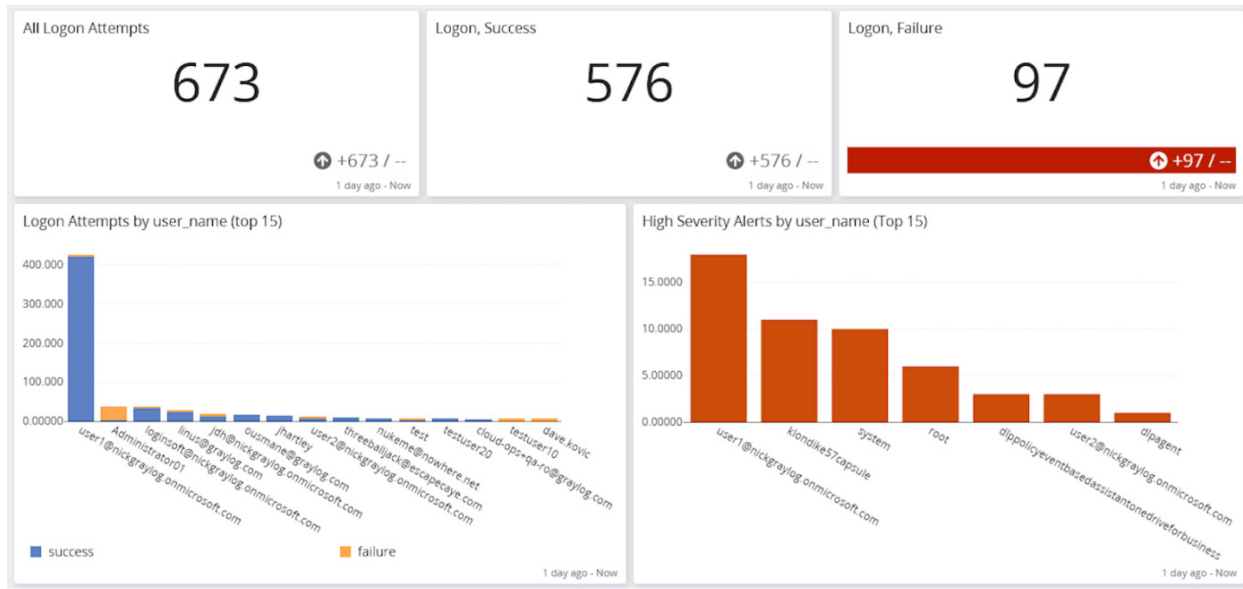 All Logon Attempts
673
+673 / --
1 day ago - Now
Logon, Success
576
+576 / --
1 day ago - Now
Logon, Failure
97
+97 / --
1 day ago - Now
Logon Attempts by user_name (top 15)
400.000
300.000
200.000
100.000
0.00000
user1@nickgraylog.onmicrosoft.com
Administrator01
loginsoft@nickgraylog.onmicrosoft.com
linus@graylog.com
jdh@nickgraylog.onmicrosoft.com
ousmane@graylog.com
jhartley
user2@nickgraylog.onmicrosoft.com
threeballjack@escapecaye.com
nukeme@nowhere.net
test
testuser20
cloud-ops+qa-ro@graylog.com
testuser10
dave.kovic
success
failure
1 day ago - Now
High Severity Alerts by user_name (Top 15)
15.0000
10.0000
5.00000
0.00000
user1@nickgraylog.onmicrosoft.com
klondike57capsule
system
root
dlppolicyeventbasedassistantonedriveforbusiness
user2@nickgraylog.onmicrosoft.com
dlpagent
1 day ago - Now